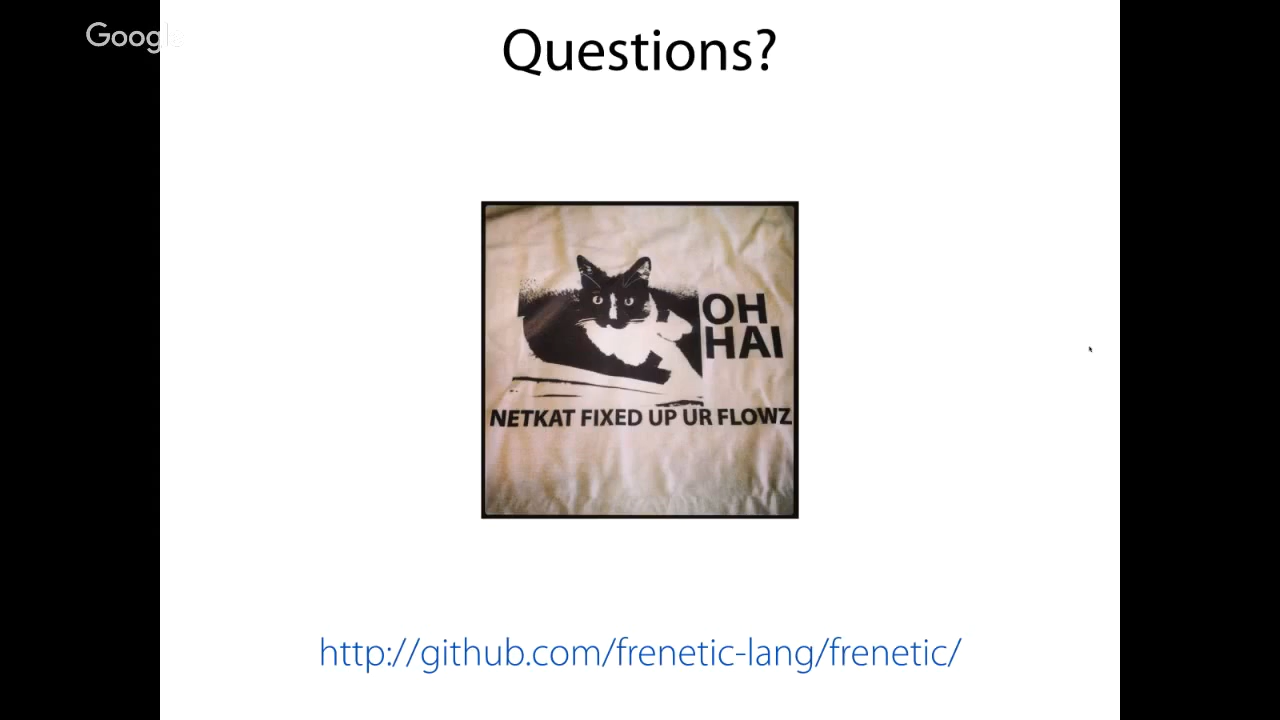 Google
Questions?
OH
HAI
NETKAT FIXED UP UR FLOWZ
http://github.com/frenetic-lang/frenetic/